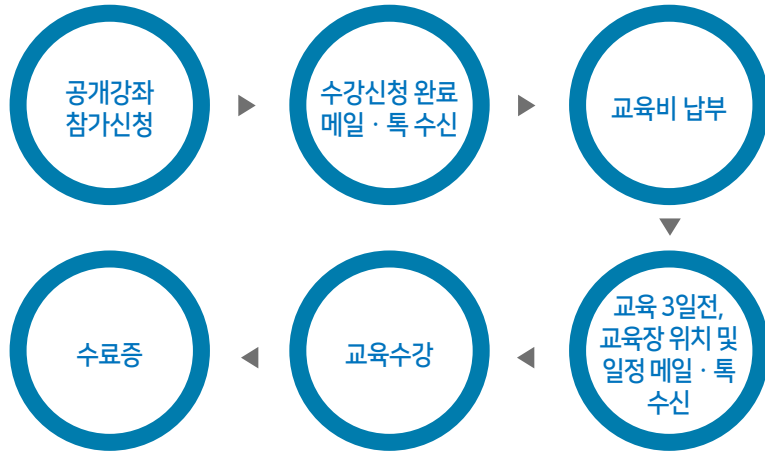 공개강좌
참가신청
수강신청 완료
메일 · 톡 수신
교육비 납부
교육 3일전,
교육장 위치 및
일정 메일 · 톡
수신
교육수강
수료증